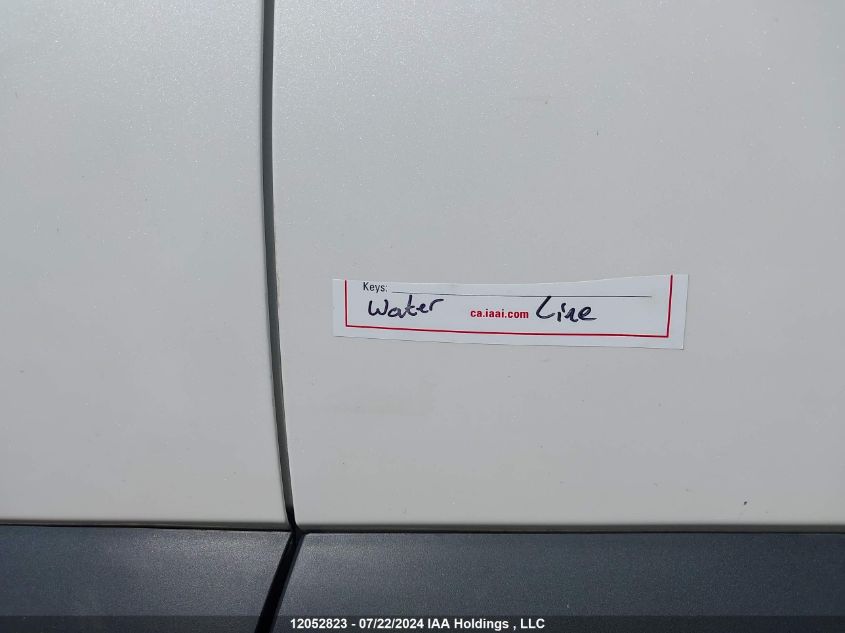 Keys:
Water ca.iaai.com Line
12052823 - 07/22/2024 IAA Holdings , LLC